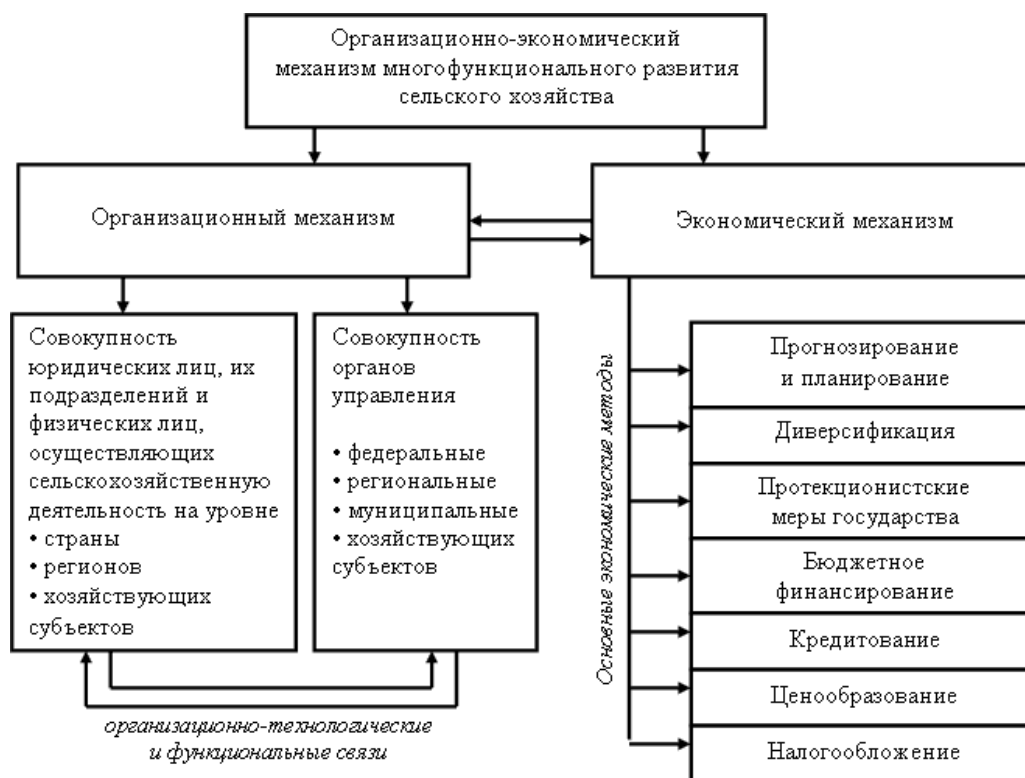 Организационно-экономический
механизм многофункционального развития
сельского хозяйства
Организационный механизм
Экономический механизм
Совокупность
юридических лиц, их
подразделений и
физических лиц,
осуществляющих
сельскохозяйственную
деятельность на уровне
• страны
• регионов
• хозяйствующих
субъектов
Совокупность
органов
управления
• федеральные
• региональные
• муниципальные
• хозяйствующих
субъектов
организационно-технологические
и функциональные связи
Основные экономические методы
Прогнозирование
и планирование
Диверсификация
Протекционистские
меры государства
Бюджетное
финансирование
Кредитование
Ценообразование
Налогообложение